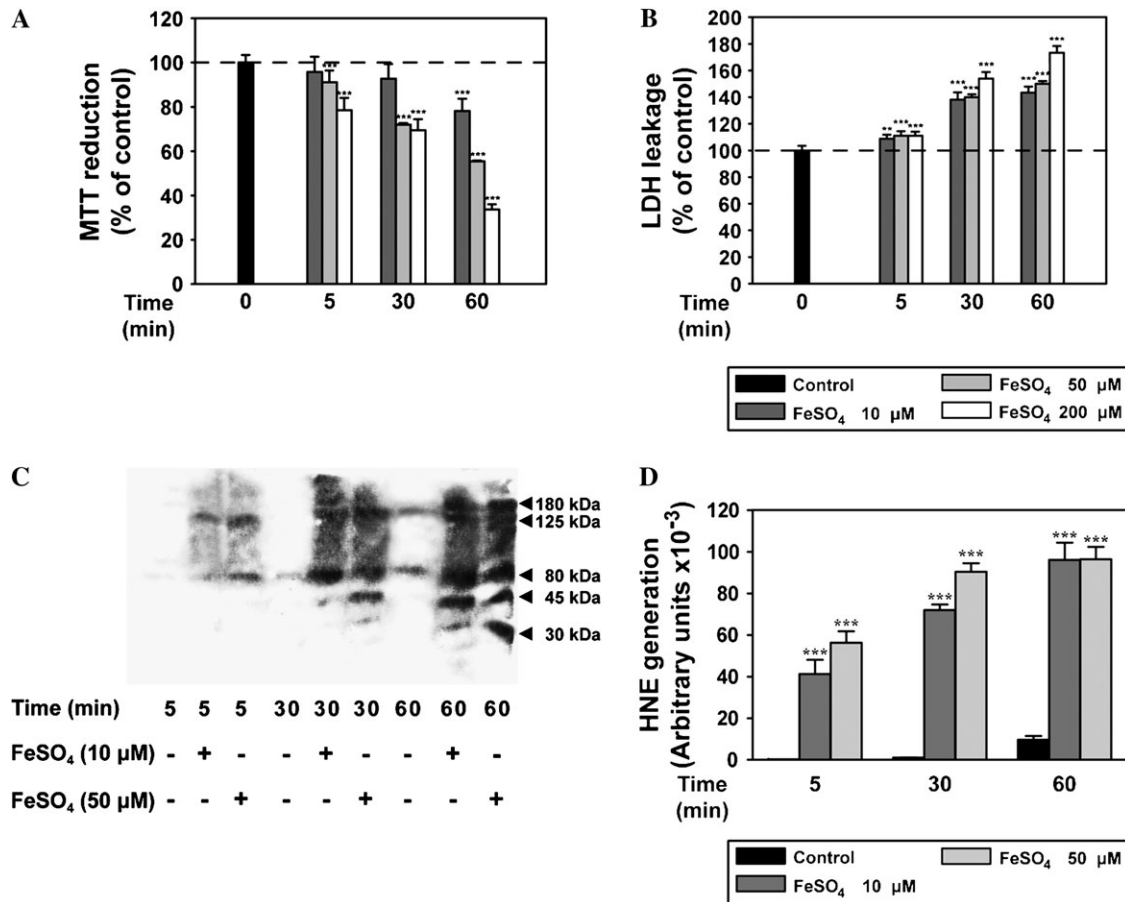 A
MTT reduction
(% of control)
120
100
80
60
40
20
0
***
***
***
***
***
***
***
Time
(min)
0 5 30 60
B
LDH leakage
(% of control)
200
180
160
140
120
100
80
60
40
20
0
** *** ***
*** *** ***
*** *** ***
Time
(min)
0 5 30 60
Control
FeSO4 10 µM
FeSO4 50 µM
FeSO4 200 µM
C
180 kDa
125 kDa
80 kDa
45 kDa
30 kDa
Time (min) 5 5 5 30 30 30 60 60 60
FeSO4 (10 µM) - + - - + - - + -
FeSO4 (50 µM) - - + - - + - - +
D
HNE generation
(Arbitrary units x10-3)
120
100
80
60
40
20
0
*** ***
*** ***
*** ***
Time
(min)
5 30 60
Control
FeSO4 10 µM
FeSO4 50 µM